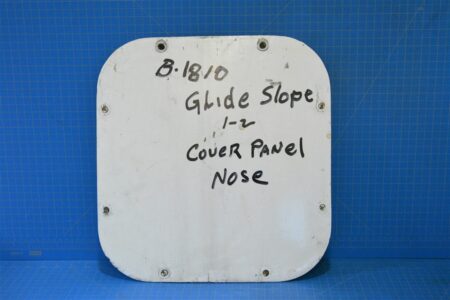 B-1810
Glide Slope
1-2
Cover Panel
Nose